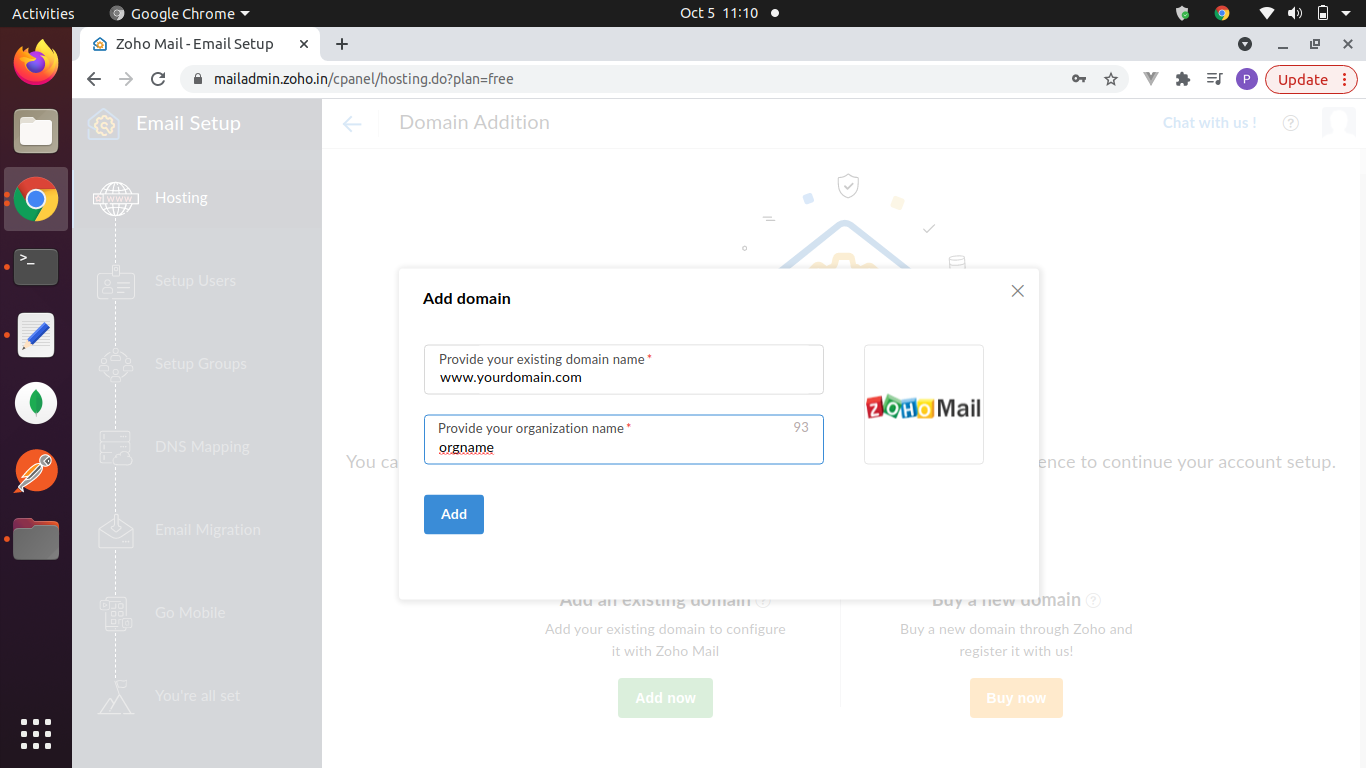 Activities
Google Chrome
Oct 5 11:10
Zoho Mail - Email Setup
mailadmin.zoho.in/cpanel/hosting.do?plan=free
P
Update
Email Setup
Domain Addition
Chat with us !
?
www
Hosting
Setup Users
Setup Groups
DNS Mapping
Email Migration
Go Mobile
You're all set
Add domain
Provide your existing domain name *
www.yourdomain.com
Provide your organization name *
93
orgname
ZOHO Mail
Add
You ca
ence to continue your account setup.
Add an existing domain ?
Add your existing domain to configure
it with Zoho Mail
Add now
Buy a new domain ?
Buy a new domain through Zoho and
register it with us!
Buy now